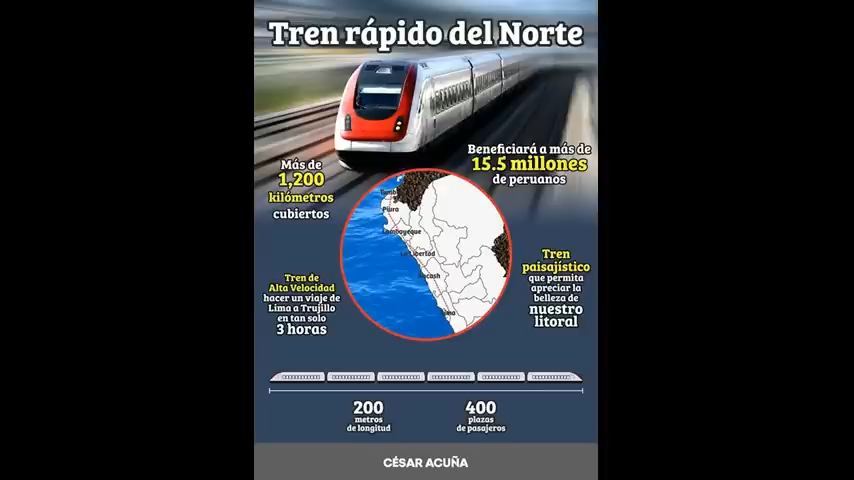 Tren rápido del Norte
Beneficiará a más de
15.5 millones
de peruanos
Más de
1,200
kilómetros
cubiertos
Piura
Lambayeque
La Libertad
Tren de
Alta Velocidad
hacer un viaje de
Lima a Trujillo
en tan solo
3 horas
Tren
paisajístico
que permita
apreciar la
belleza de
nuestro
litoral
200
metros
de longitud
400
plazas
de pasajeros
CÉSAR ACUÑA